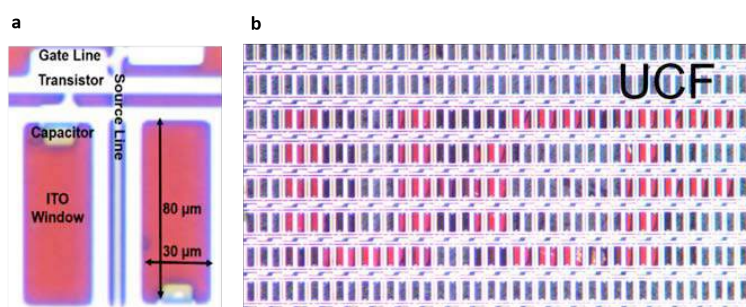 a
Gate Line
Transistor
Source Line
Capacitor
ITO
Window
80 µm
30 µm
b
UCF